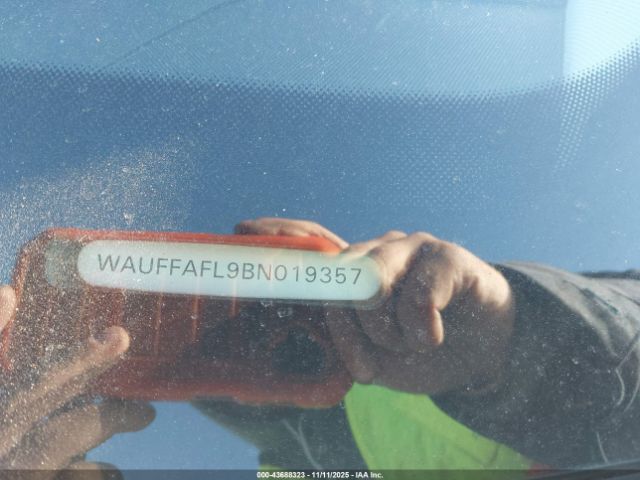 WAUFFAFL9BN019357
000-43688323 - 11/11/2025 - IAA Inc.